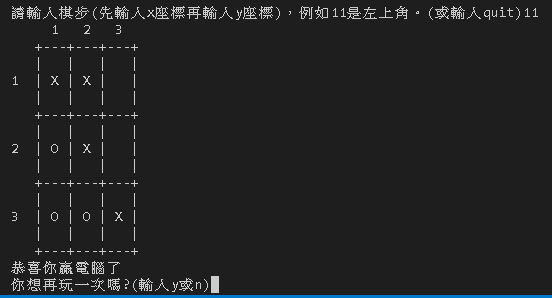 請輸入棋步(先輸入x座標再輸入y座標)，例如11是左上角。(或輸入quit)11
1 2 3
+---+---+---+
| | | |
1 | X | X | |
| | | |
+---+---+---+
| | | |
2 | O | X | |
| | | |
+---+---+---+
| | | |
3 | O | O | X |
| | | |
+---+---+---+
恭喜你贏電腦了
你想再玩一次嗎?(輸入y或n)